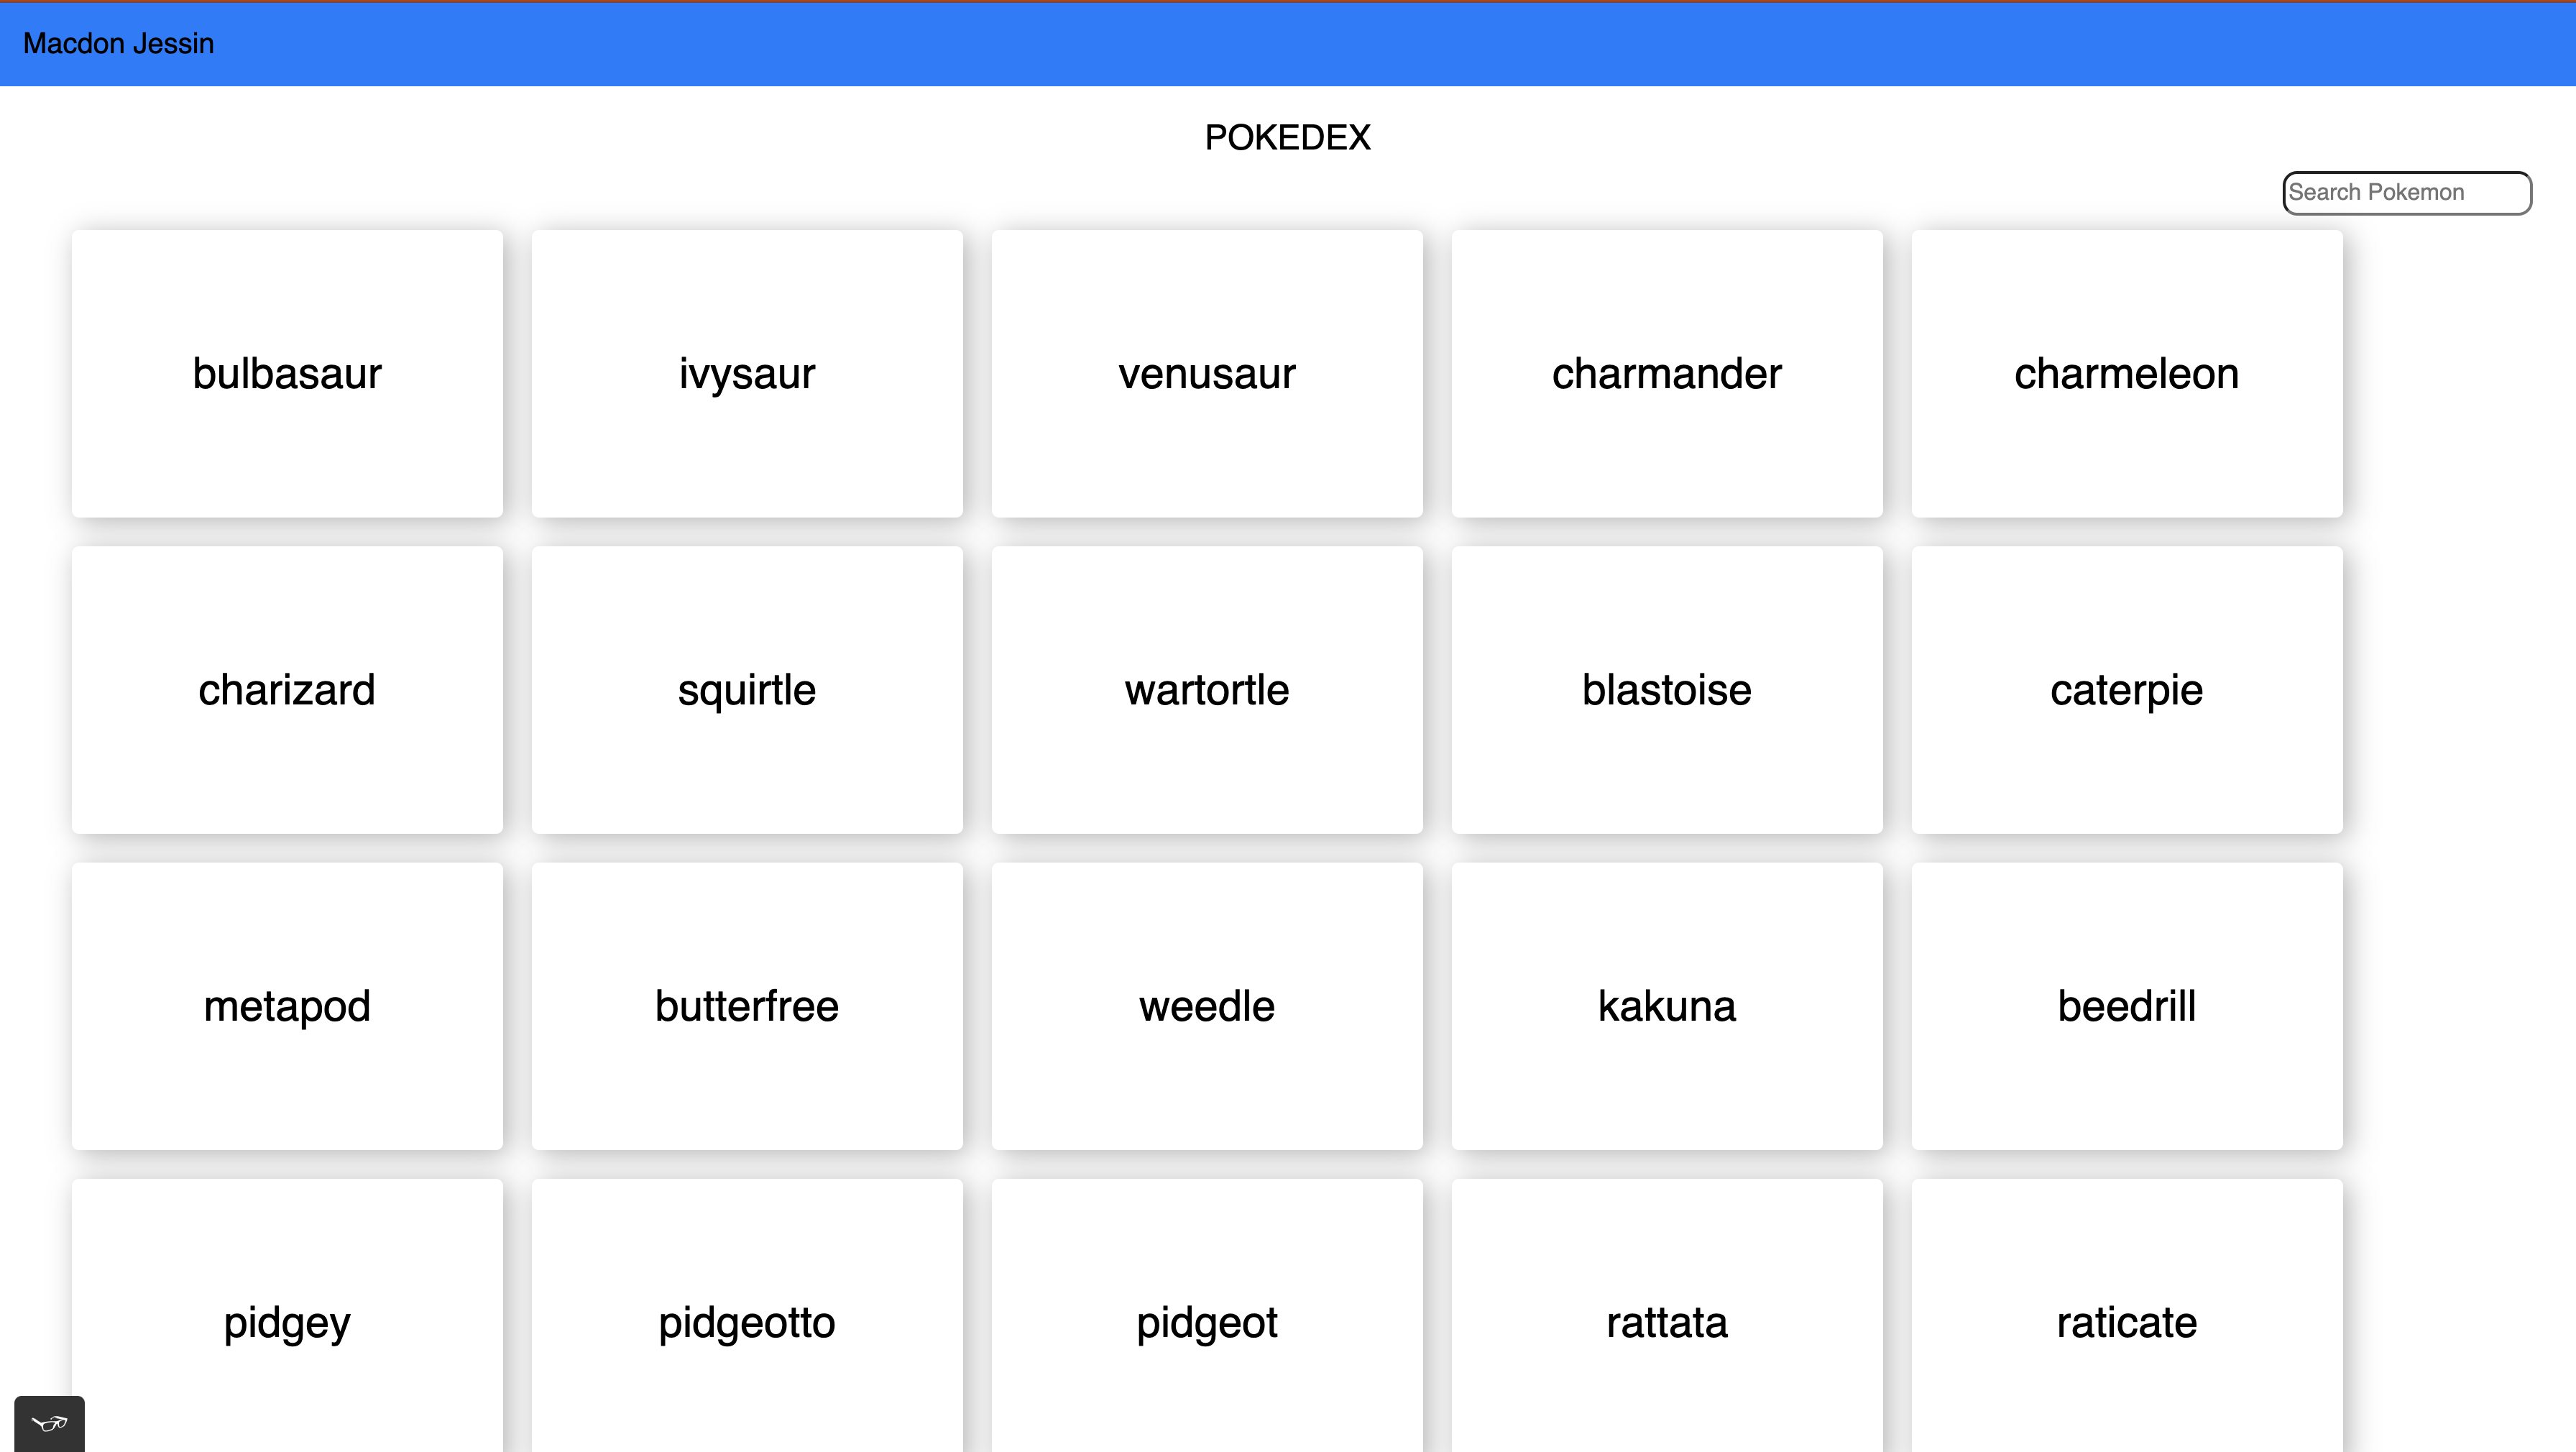 Macdon Jessin
POKEDEX
Search Pokemon
bulbasaur
ivysaur
venusaur
charmander
charmeleon
charizard
squirtle
wartortle
blastoise
caterpie
metapod
butterfree
weedle
kakuna
beedrill
pidgey
pidgeotto
pidgeot
rattata
raticate